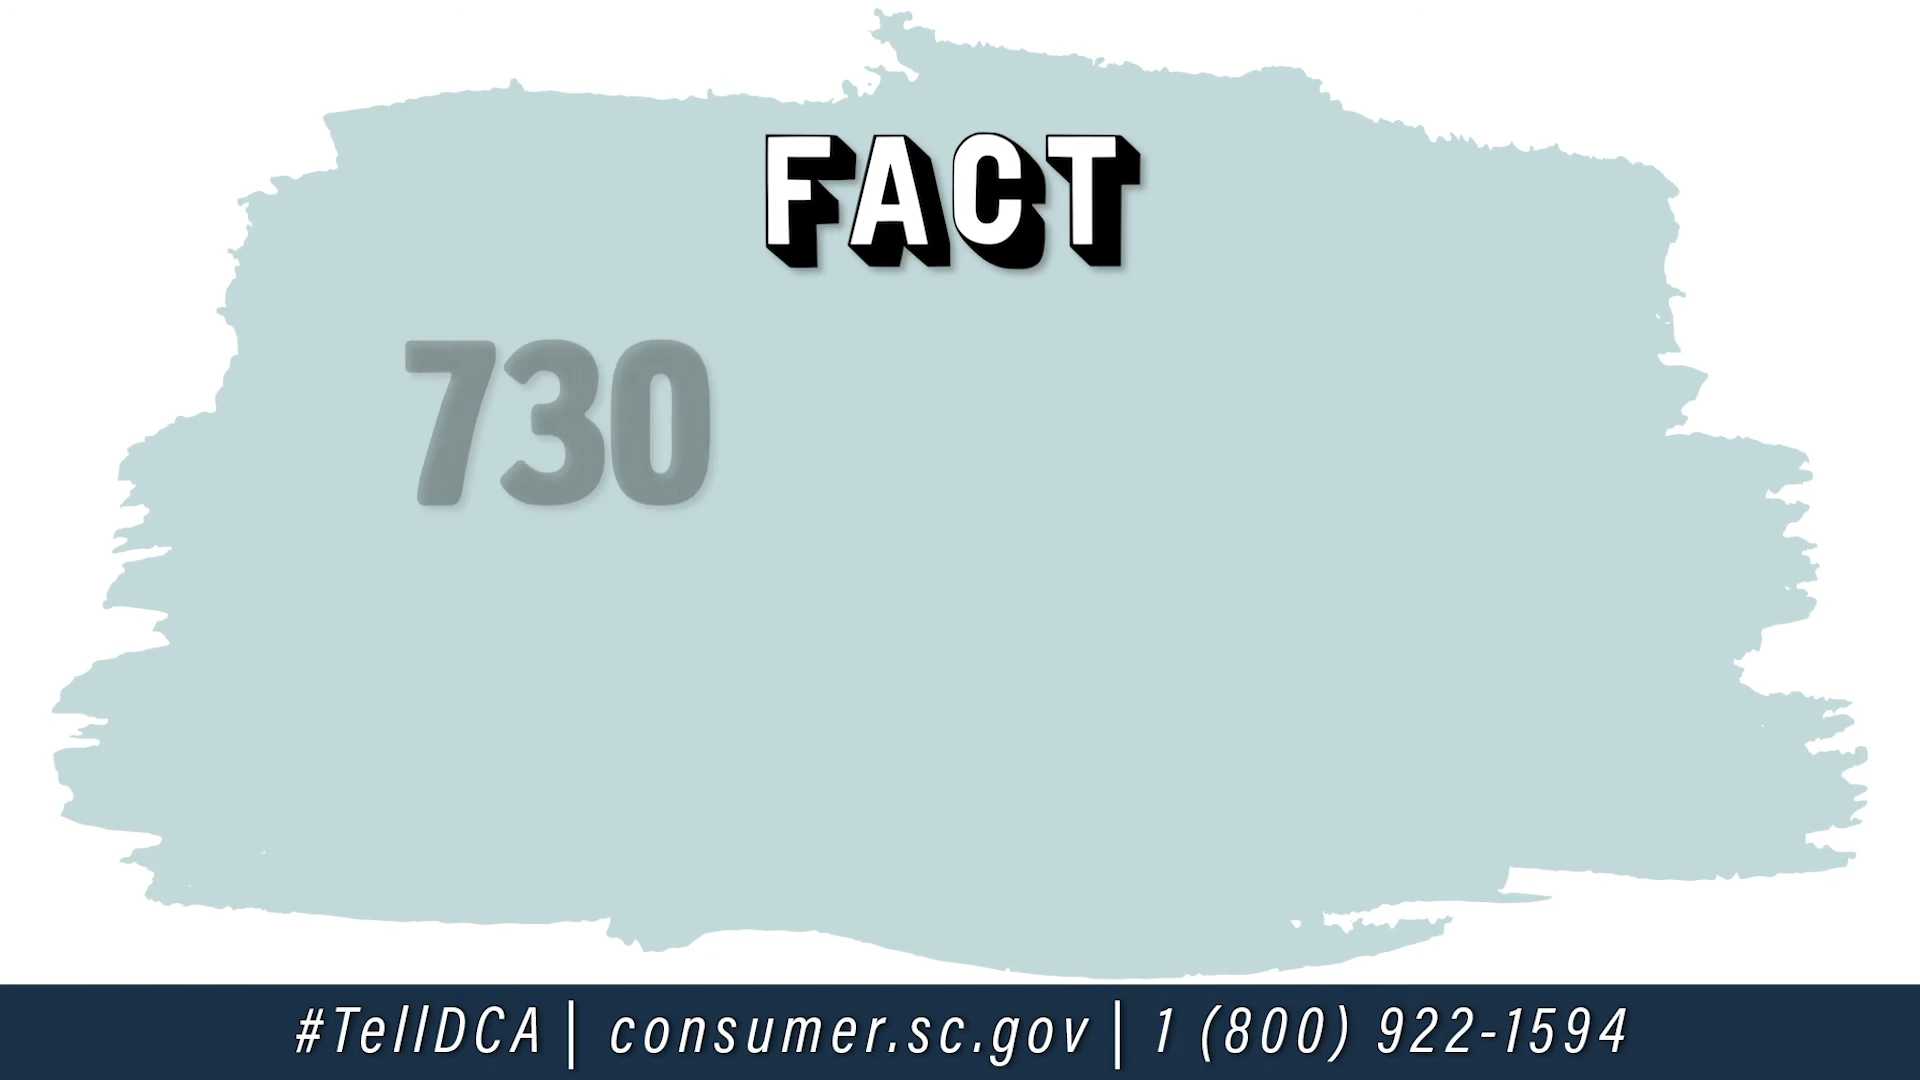 FACT
730
#TellDCA | consumer.sc.gov | 1 (800) 922-1594